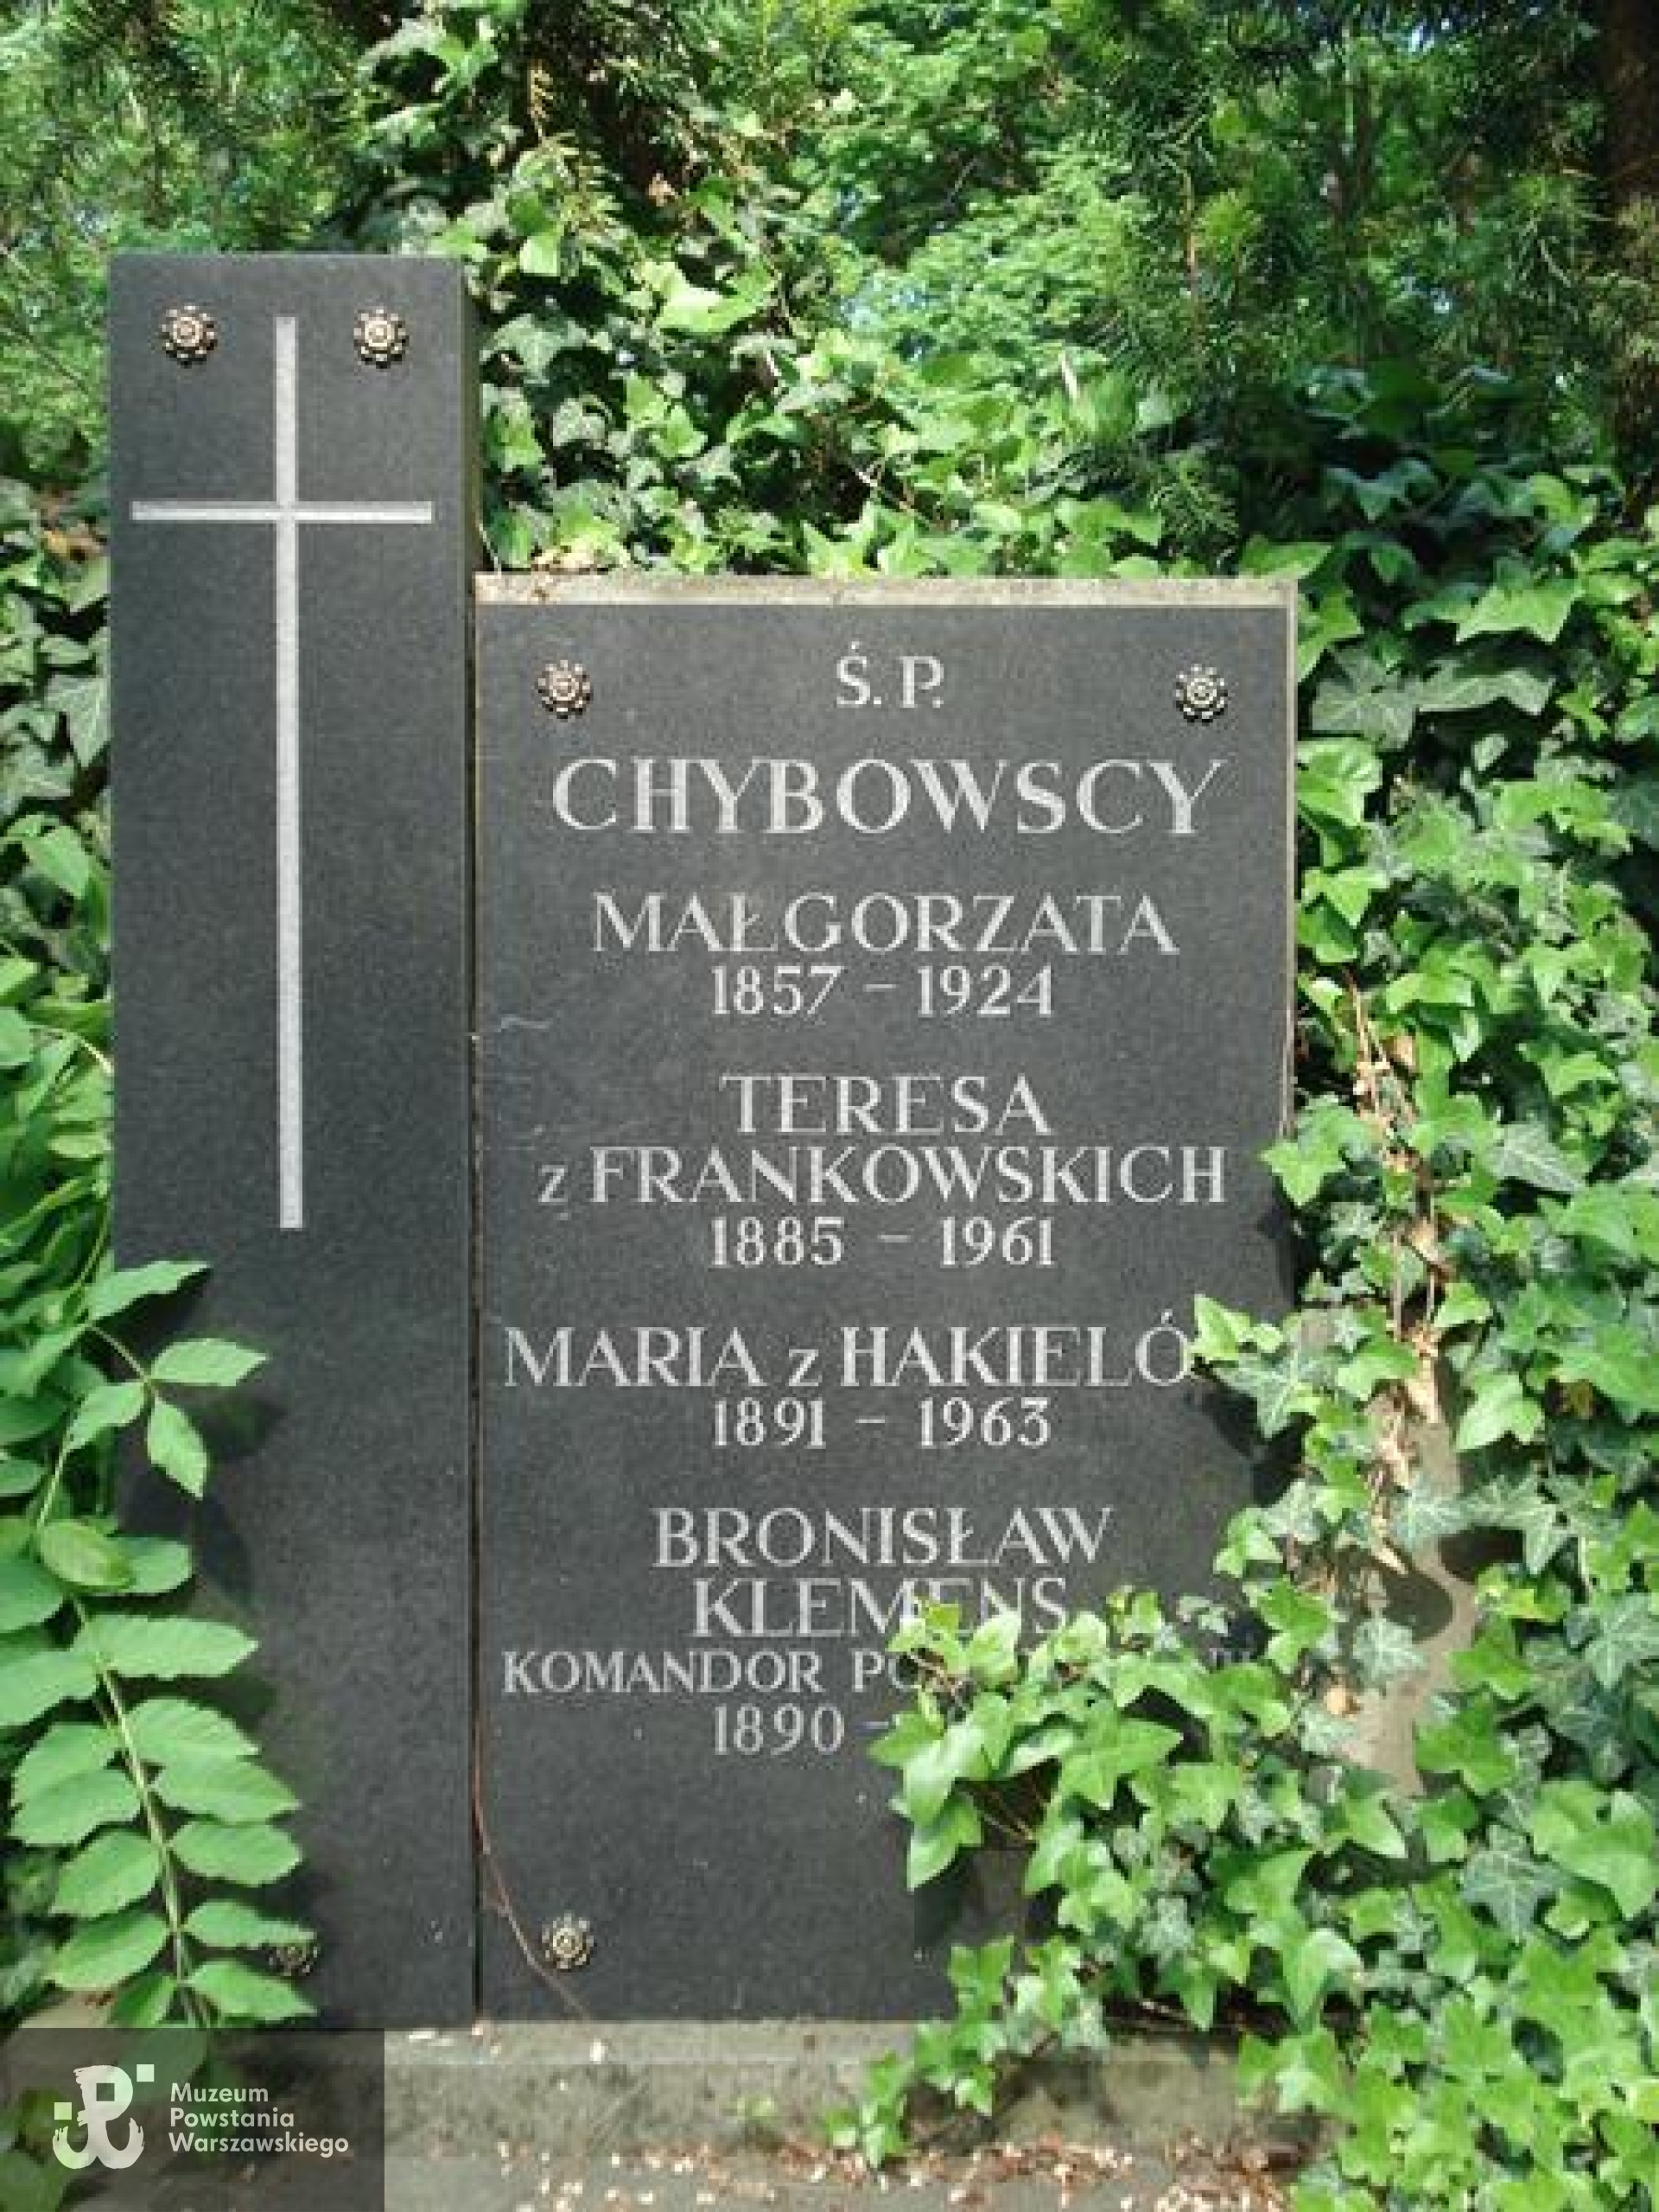 Ś. P.
CHYBOWSCY
MAŁGORZATA
1857 – 1924
TERESA
z FRANKOWSKICH
1885 – 1961
MARIA z HAKIELÓ
1891 – 1963
BRONISŁAW
KLEMENS
KOMANDOR
1890 –
Muzeum
Powstania
Warszawskiego